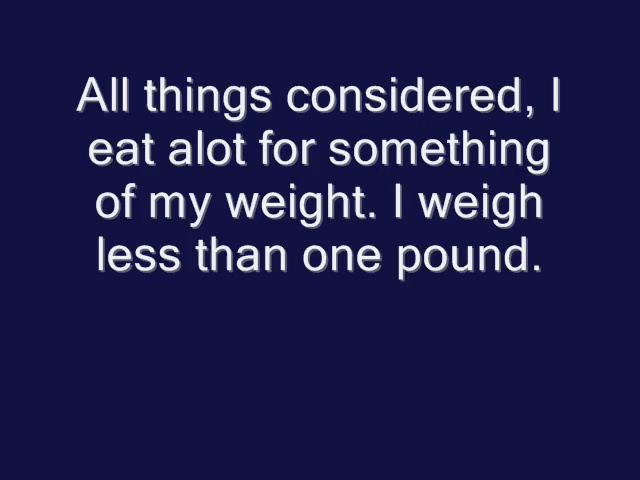 All things considered, I
eat alot for something
of my weight. I weigh
less than one pound.